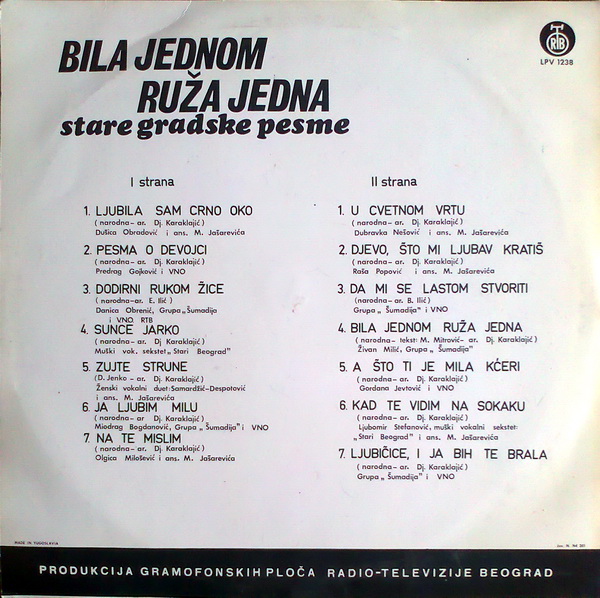 BILA JEDNOM
RUŽA JEDNA
stare gradske pesme
RTB
LPV 1238
I strana
1. LJUBILA SAM CRNO OKO
( narodna- ar. Dj. Karaklajić)
Dušica Obradović i ans. M. Jašarevića
2. PESMA O DEVOJCI
( narodna - ar. Dj. Karaklajić)
Predrag Gojković i VNO
3. DODIRNI RUKOM ŽICE
( narodna-ar. E. Ilić)
Danica Obrenić, Grupa „Šumadija
i VNO RTB
4. SUNCE JARKO
( narodna - ar. Dj Karaklajić)
Muški vok. sekstet „Stari Beograd"
5. ZUJTE STRUNE
(D. Jenko - ar. Dj. Karaklajić)
Ženski vokalni duet: Samardžić-Despotović
i ans. M. Jašarevića
6. JA LJUBIM MILU
( narodna - ar Dj. Karaklajić)
Miodrag Bogdanović, Grupa „Šumadija" i VNO
7. NA TE MISLIM
( narodna - ar. Dj. Karaklajić)
Olgica Milošević i ans. M. Jašarevića
II strana
1. U CVETNOM VRTU
( narodna - ar. Dj. Karaklajić)
Dubravka Nešović i ans. M. Jašarevića
2. DJEVO, ŠTO MI LJUBAV KRATIŠ
( narodna - ar. Dj. Karaklajić)
Raša Popović i ans. M. Jašarevića
3. DA MI SE LASTOM STVORITI
( narodna - ar. B. Ilić)
Grupa „Šumadija" i VNO
4. BILA JEDNOM RUŽA JEDNA
( narodna - tekst: M. Mitrović- ar. Dj. Karaklajić)
Živan Milić, Grupa „ Šumadija"
5. A ŠTO TI JE MILA KĆERI
( narodna - ar. Dj. Karaklajić)
Gordana Jevtović i VNO
6. KAD TE VIDIM NA SOKAKU
( narodna - ar. Dj. Karaklajić)
Ljubomir Stefanović, muški vokalni sekstet:
„Stari Beograd" i ans. M. Jašarevića
7. LJUBIČICE, I JA BIH TE BRALA
( narodna - ar. Dj. Karaklajić)
Grupa „ Šumadija" i VNO
MADE IN YUGOSLAVIA
PRODUKCIJA GRAMOFONSKIH PLOČA RADIO-TELEVIZIJE BEOGRAD